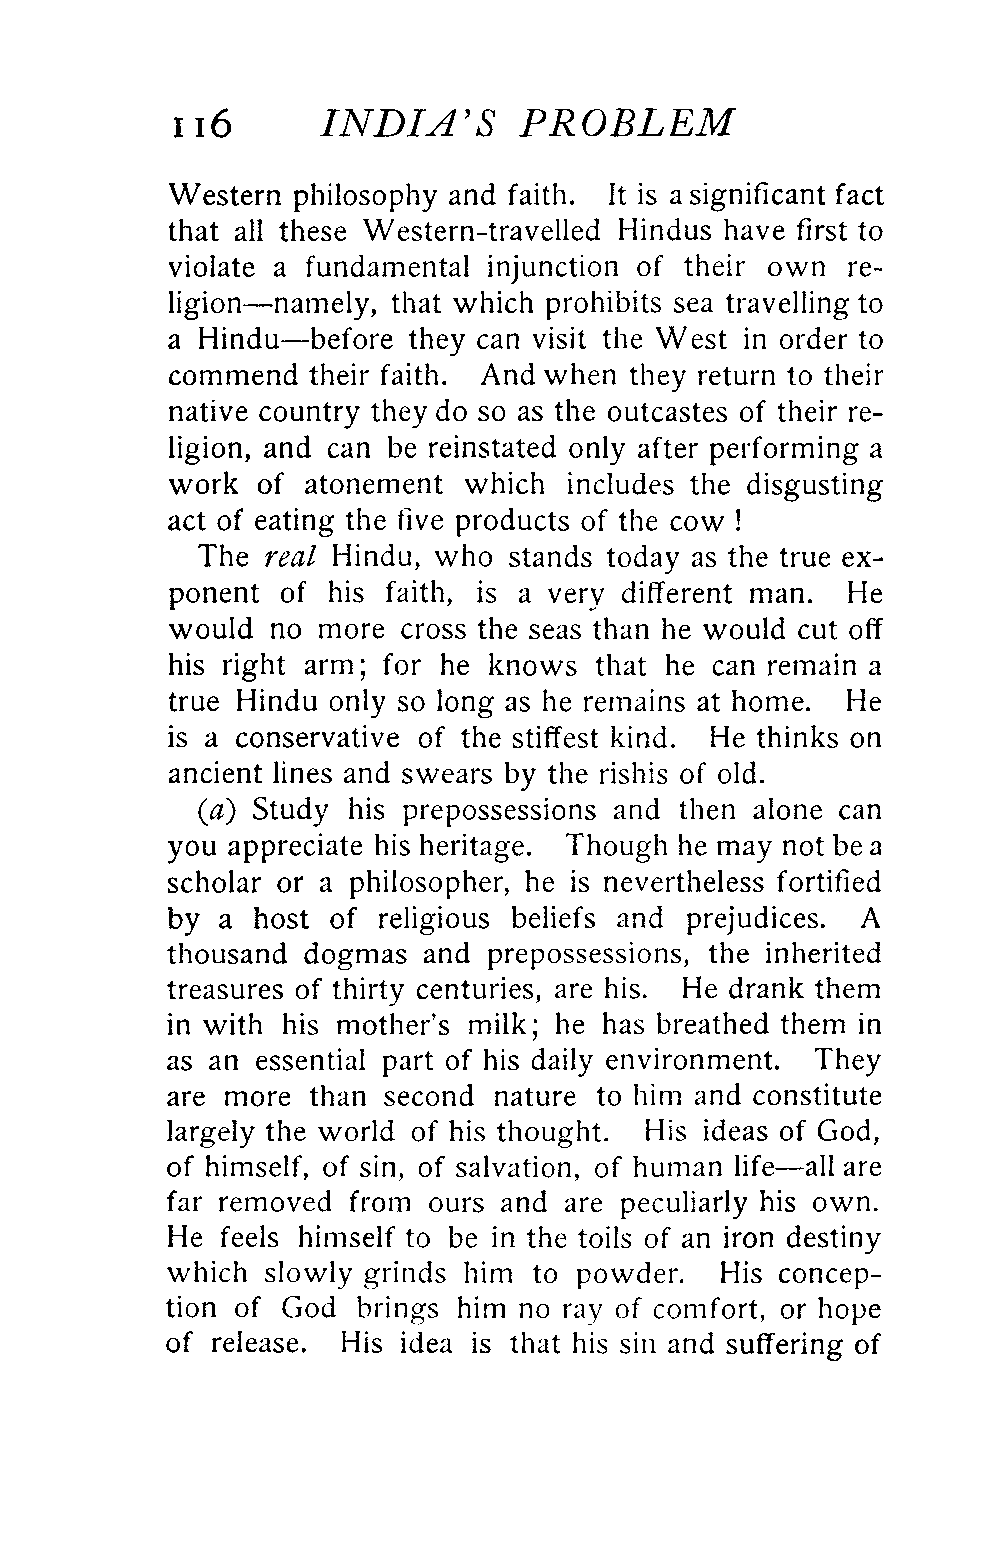 116 INDIA'S PROBLEM
Western philosophy and faith. It is a significant fact
that all these Western-travelled Hindus have first to
violate a fundamental injunction of their own re-
ligion—namely, that which prohibits sea travelling to
a Hindu—before they can visit the West in order to
commend their faith. And when they return to their
native country they do so as the outcastes of their re-
ligion, and can be reinstated only after performing a
work of atonement which includes the disgusting
act of eating the five products of the cow !
The real Hindu, who stands today as the true ex-
ponent of his faith, is a very different man. He
would no more cross the seas than he would cut off
his right arm; for he knows that he can remain a
true Hindu only so long as he remains at home. He
is a conservative of the stiffest kind. He thinks on
ancient lines and swears by the rishis of old.
(a) Study his prepossessions and then alone can
you appreciate his heritage. Though he may not be a
scholar or a philosopher, he is nevertheless fortified
by a host of religious beliefs and prejudices. A
thousand dogmas and prepossessions, the inherited
treasures of thirty centuries, are his. He drank them
in with his mother's milk; he has breathed them in
as an essential part of his daily environment. They
are more than second nature to him and constitute
largely the world of his thought. His ideas of God,
of himself, of sin, of salvation, of human life—all are
far removed from ours and are peculiarly his own.
He feels himself to be in the toils of an iron destiny
which slowly grinds him to powder. His concep-
tion of God brings him no ray of comfort, or hope
of release. His idea is that his sin and suffering of